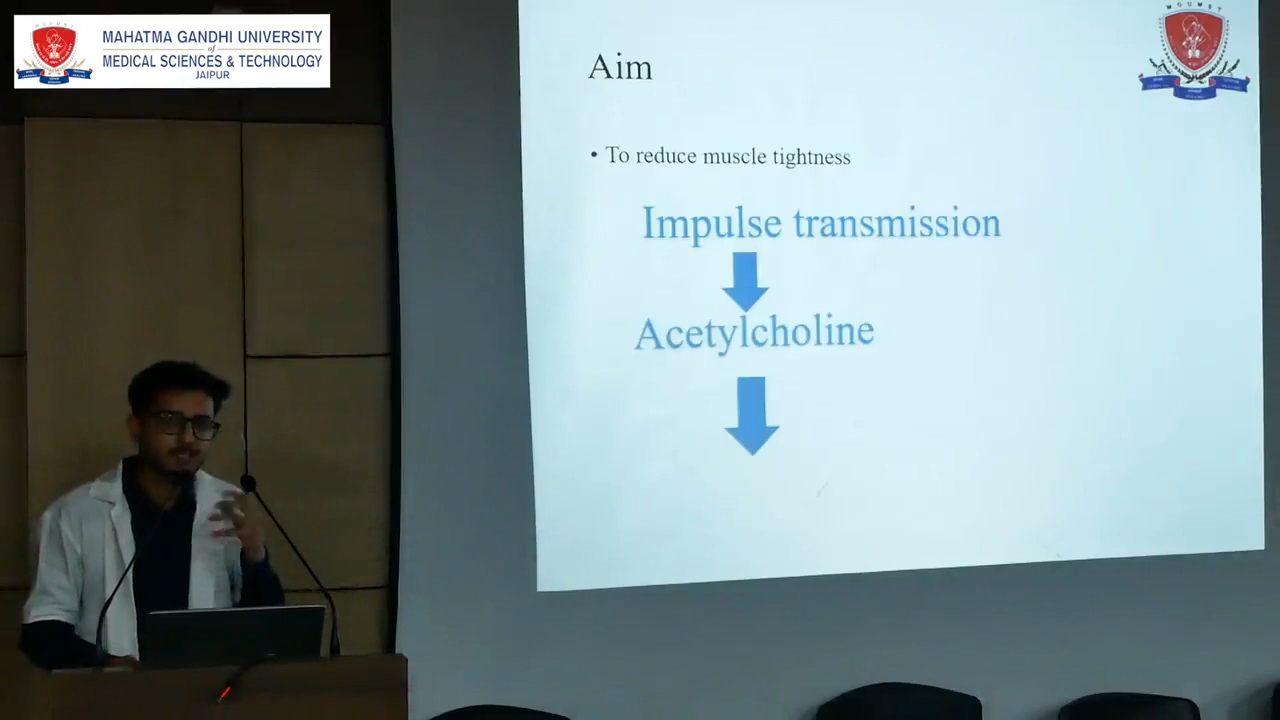 MAHATMA GANDHI UNIVERSITY
of
MEDICAL SCIENCES & TECHNOLOGY
JAIPUR
M G U M S T
Aim
• To reduce muscle tightness
Impulse transmission
Acetylcholine